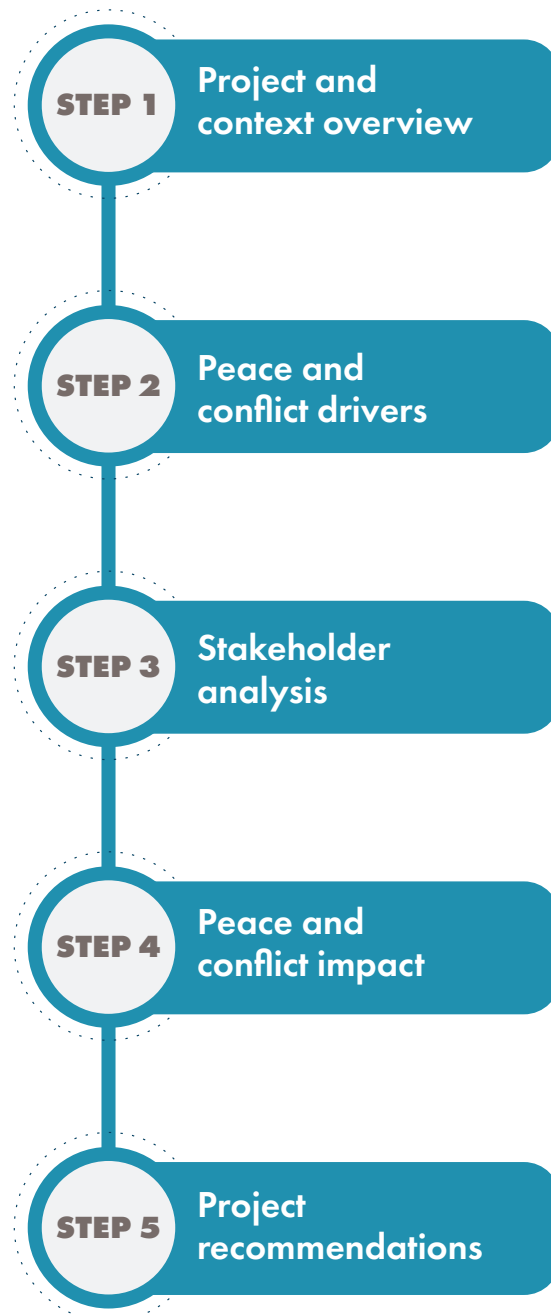 STEP 1
Project and
context overview
STEP 2
Peace and
conflict drivers
STEP 3
Stakeholder
analysis
STEP 4
Peace and
conflict impact
STEP 5
Project
recommendations